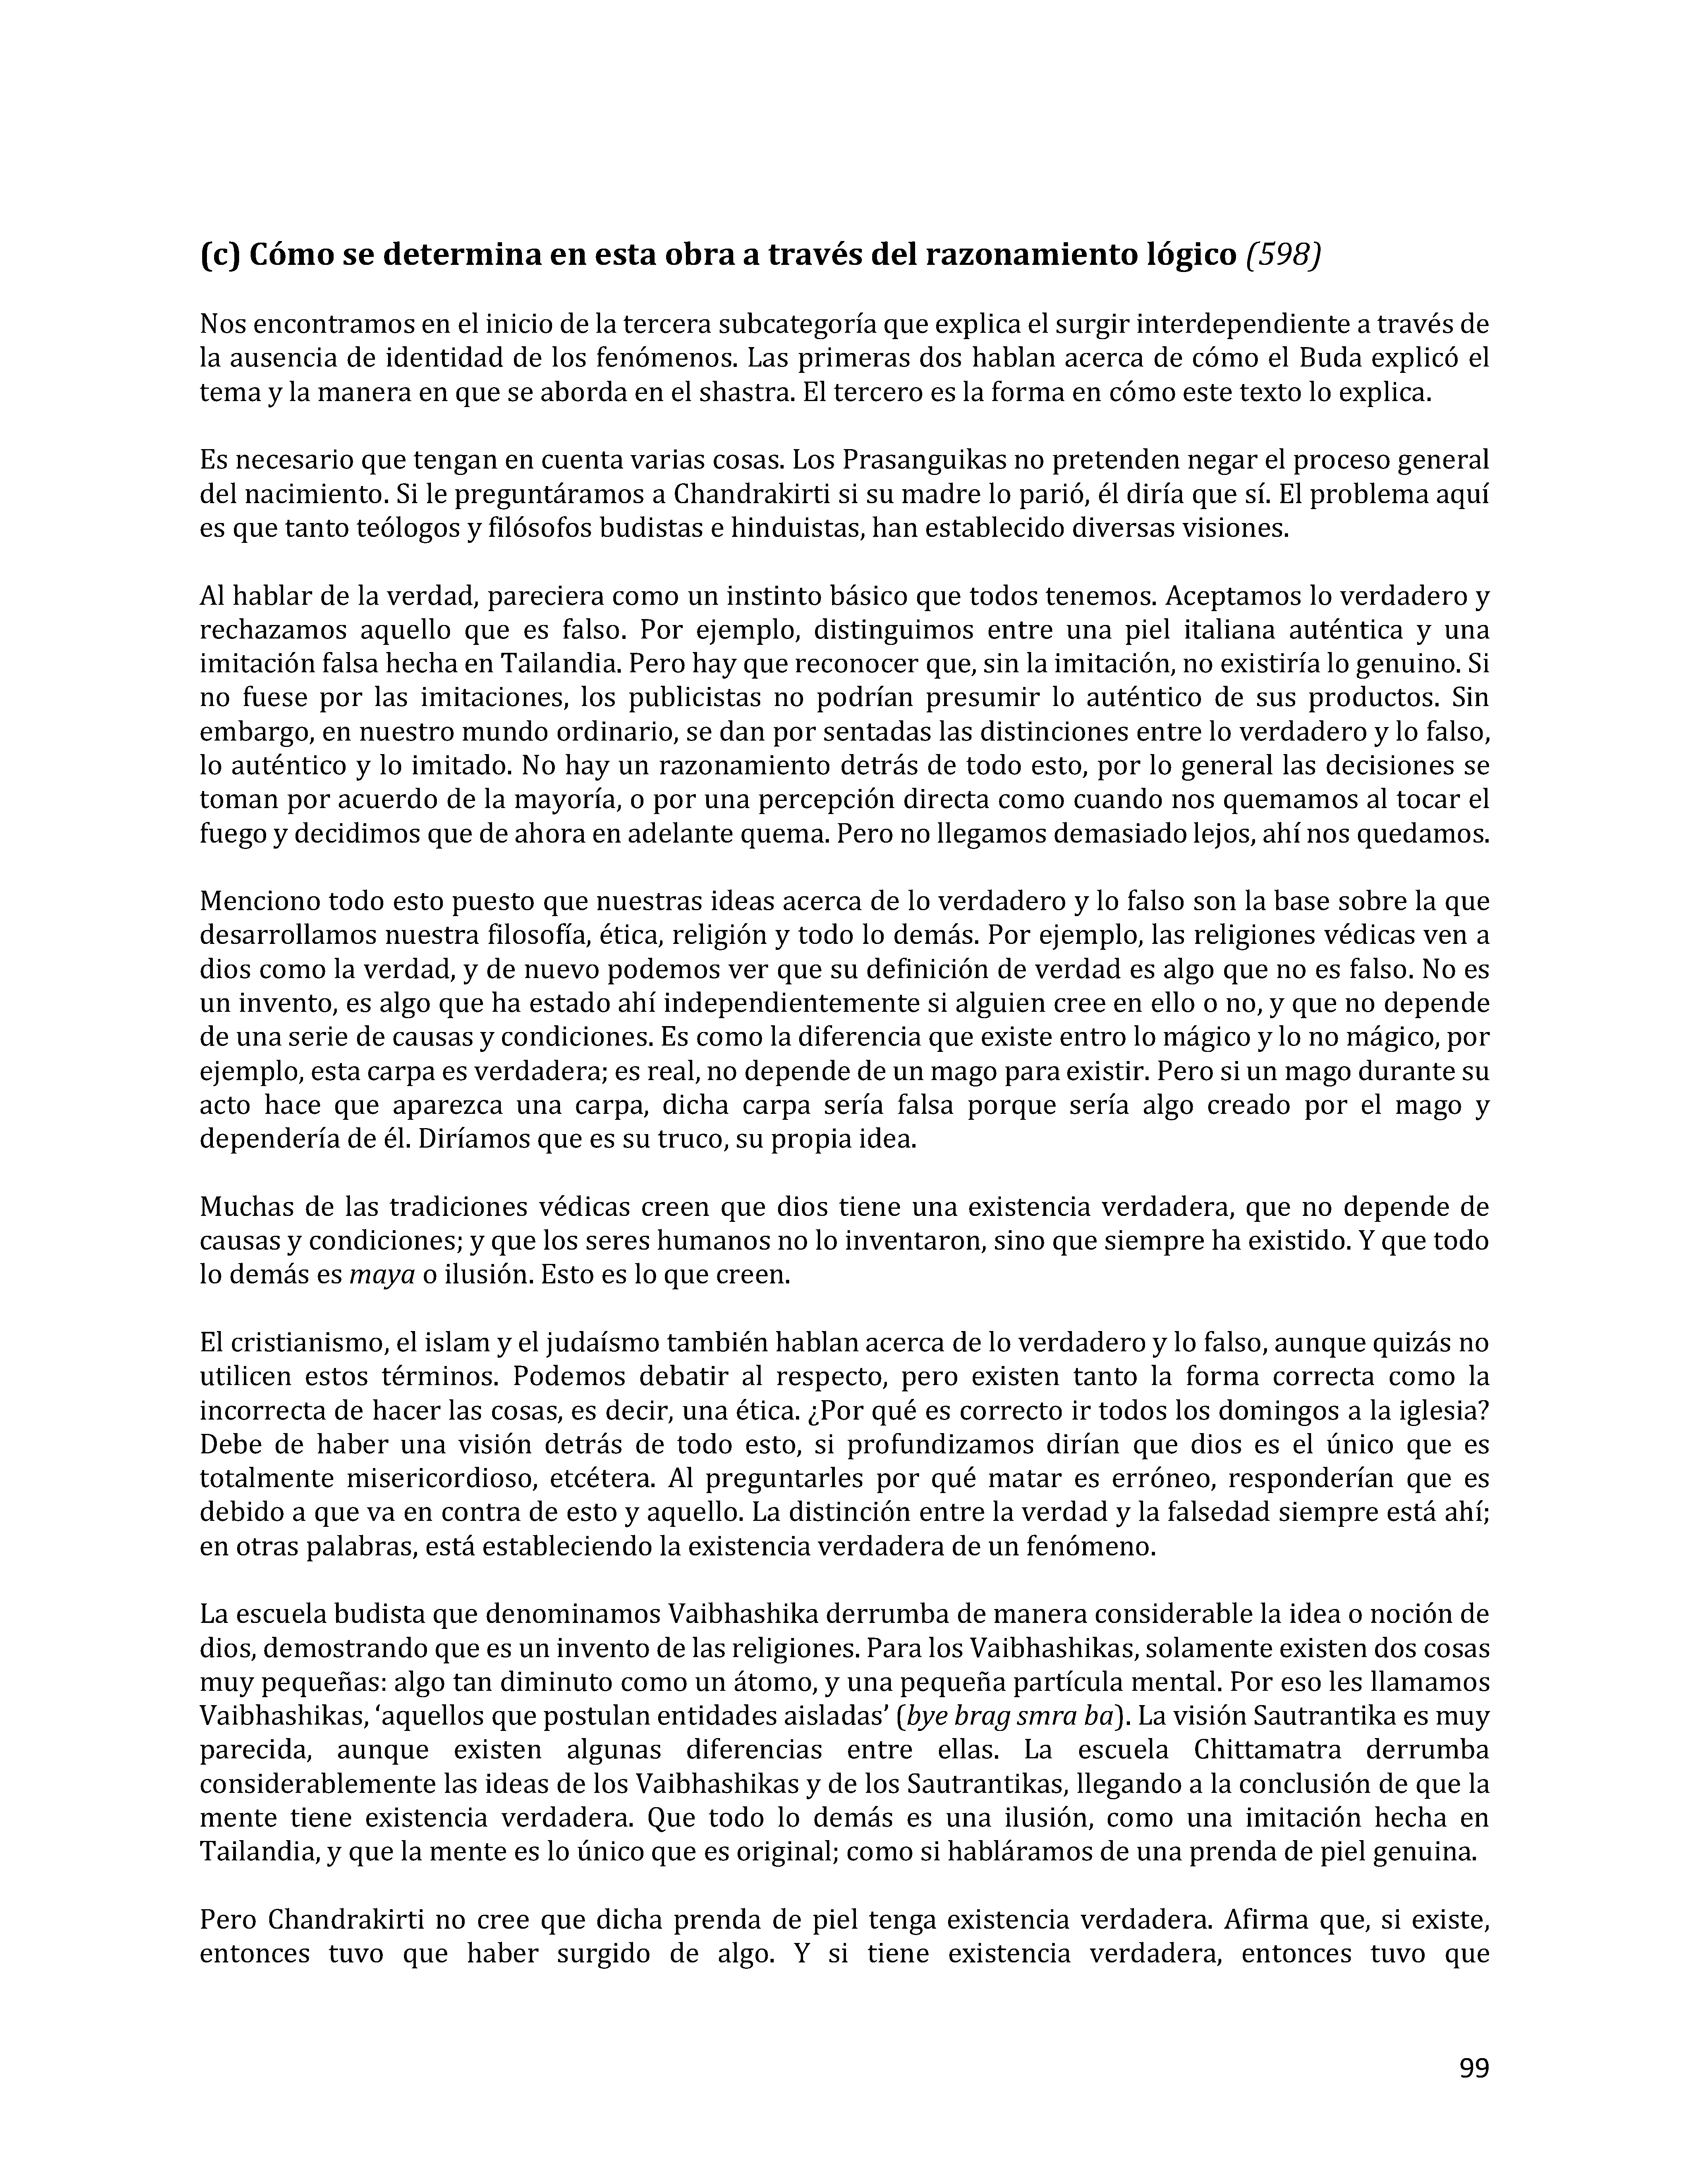 (c) Cómo se determina en esta obra a través del razonamiento lógico (598)
Nos encontramos en el inicio de la tercera subcategoría que explica el surgir interdependiente a través de
la ausencia de identidad de los fenómenos. Las primeras dos hablan acerca de cómo el Buda explicó el
tema y la manera en que se aborda en el shastra. El tercero es la forma en cómo este texto lo explica.
Es necesario que tengan en cuenta varias cosas. Los Prasanguikas no pretenden negar el proceso general
del nacimiento. Si le preguntáramos a Chandrakirti si su madre lo parió, él diría que sí. El problema aquí
es que tanto teólogos y filósofos budistas e hinduistas, han establecido diversas visiones.
Al hablar de la verdad, pareciera como un instinto básico que todos tenemos. Aceptamos lo verdadero y
rechazamos aquello que es falso. Por ejemplo, distinguimos entre una piel italiana auténtica y una
imitación falsa hecha en Tailandia. Pero hay que reconocer que, sin la imitación, no existiría lo genuino. Si
no fuese por las imitaciones, los publicistas no podrían presumir lo auténtico de sus productos. Sin
embargo, en nuestro mundo ordinario, se dan por sentadas las distinciones entre lo verdadero y lo falso,
lo auténtico y lo imitado. No hay un razonamiento detrás de todo esto, por lo general las decisiones se
toman por acuerdo de la mayoría, o por una percepción directa como cuando nos quemamos al tocar el
fuego y decidimos que de ahora en adelante quema. Pero no llegamos demasiado lejos, ahí nos quedamos.
Menciono todo esto puesto que nuestras ideas acerca de lo verdadero y lo falso son la base sobre la que
desarrollamos nuestra filosofía, ética, religión y todo lo demás. Por ejemplo, las religiones védicas ven a
dios como la verdad, y de nuevo podemos ver que su definición de verdad es algo que no es falso. No es
un invento, es algo que ha estado ahí independientemente si alguien cree en ello o no, y que no depende
de una serie de causas y condiciones. Es como la diferencia que existe entro lo mágico y lo no mágico, por
ejemplo, esta carpa es verdadera; es real, no depende de un mago para existir. Pero si un mago durante su
acto hace que aparezca una carpa, dicha carpa sería falsa porque sería algo creado por el mago y
dependería de él. Diríamos que es su truco, su propia idea.
Muchas de las tradiciones védicas creen que dios tiene una existencia verdadera, que no depende de
causas y condiciones; y que los seres humanos no lo inventaron, sino que siempre ha existido. Y que todo
lo demás es maya o ilusión. Esto es lo que creen.
El cristianismo, el islam y el judaísmo también hablan acerca de lo verdadero y lo falso, aunque quizás no
utilicen estos términos. Podemos debatir al respecto, pero existen tanto la forma correcta como la
incorrecta de hacer las cosas, es decir, una ética. ¿Por qué es correcto ir todos los domingos a la iglesia?
Debe de haber una visión detrás de todo esto, si profundizamos dirían que dios es el único que es
totalmente misericordioso, etcétera. Al preguntarles por qué matar es erróneo, responderían que es
debido a que va en contra de esto y aquello. La distinción entre la verdad y la falsedad siempre está ahí;
en otras palabras, está estableciendo la existencia verdadera de un fenómeno.
La escuela budista que denominamos Vaibhashika derrumba de manera considerable la idea o noción de
dios, demostrando que es un invento de las religiones. Para los Vaibhashikas, solamente existen dos cosas
muy pequeñas: algo tan diminuto como un átomo, y una pequeña partícula mental. Por eso les llamamos
Vaibhashikas, ‘aquellos que postulan entidades aisladas’ (bye brag smra ba). La visión Sautrantika es muy
parecida, aunque existen algunas diferencias entre ellas. La escuela Chittamatra derrumba
considerablemente las ideas de los Vaibhashikas y de los Sautrantikas, llegando a la conclusión de que la
mente tiene existencia verdadera. Que todo lo demás es una ilusión, como una imitación hecha en
Tailandia, y que la mente es lo único que es original; como si habláramos de una prenda de piel genuina.
Pero Chandrakirti no cree que dicha prenda de piel tenga existencia verdadera. Afirma que, si existe,
entonces tuvo que haber surgido de algo. Y si tiene existencia verdadera, entonces tuvo que
99